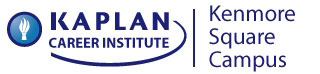 KAPLAN
CAREER INSTITUTE
Kenmore
Square
Campus